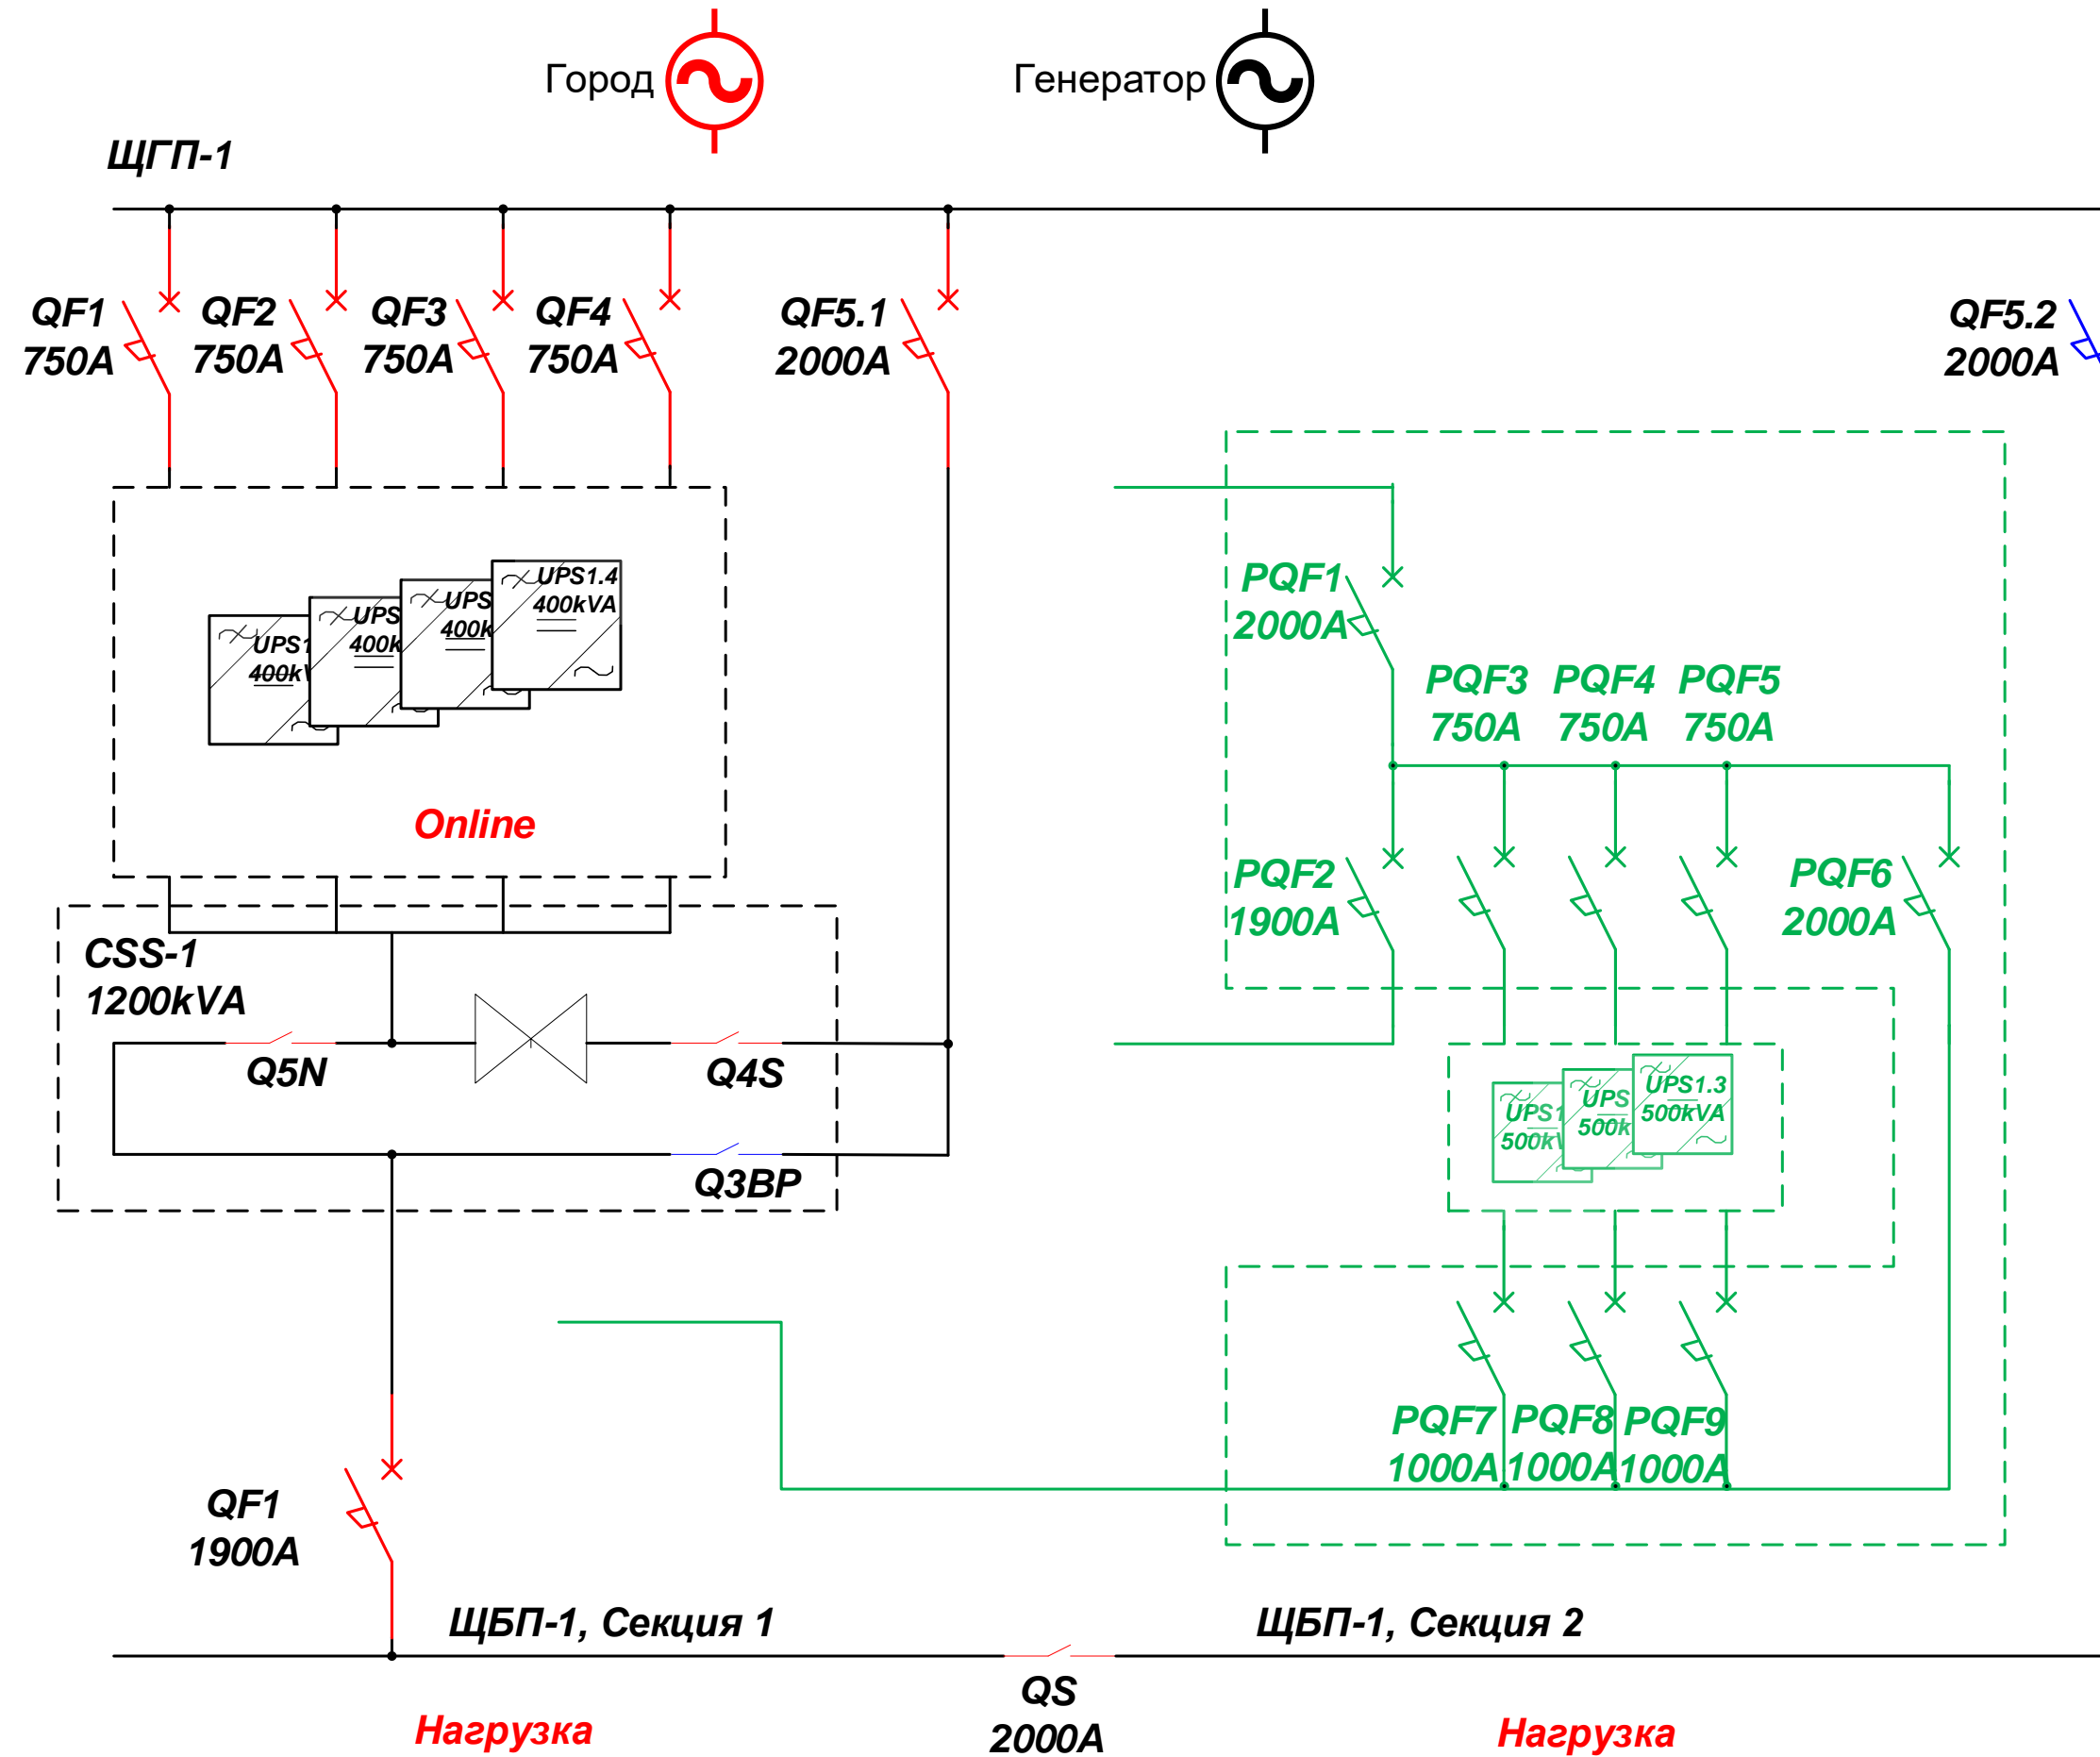 Город
Генератор
ЩГП-1
QF1
750A
QF2
750A
QF3
750A
QF4
750A
QF5.1
2000A
QF5.2
2000A
UPS1.4
400kVA
Online
CSS-1
1200kVA
Q5N
Q4S
Q3BP
PQF1
2000A
PQF3
750A
PQF4
750A
PQF5
750A
PQF2
1900A
PQF6
2000A
UPS1.3
500kVA
PQF7
1000A
PQF8
1000A
PQF9
1000A
QF1
1900A
ЩБП-1, Секция 1
ЩБП-1, Секция 2
QS
2000A
Нагрузка
Нагрузка